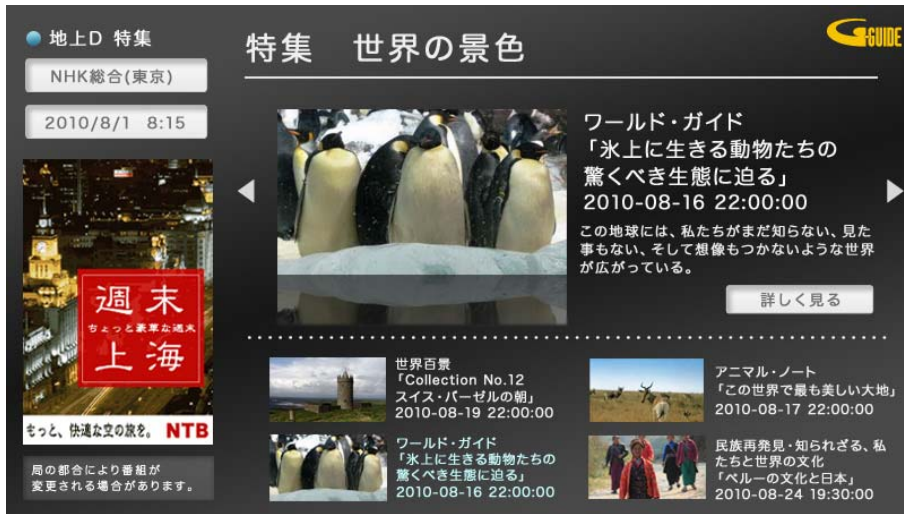 地上D 特集
NHK総合(東京)
2010/8/1 8:15
週末
ちょっと豪華な週末
上海
もっと、快適な空の旅を。 NTB
局の都合により番組が
変更される場合があります。
特集 世界の景色
G-GUIDE
ワールド・ガイド
「氷上に生きる動物たちの
驚くべき生態に迫る」
2010-08-16 22:00:00
この地球には、私たちがまだ知らない、見た
事もない、そして想像もつかないような世界
が広がっている。
詳しく見る
世界百景
「Collection No.12
スイス・バーゼルの朝」
2010-08-19 22:00:00
アニマル・ノート
「この世界で最も美しい大地」
2010-08-17 22:00:00
ワールド・ガイド
「氷上に生きる動物たちの
驚くべき生態に迫る」
2010-08-16 22:00:00
民族再発見・知られざる、私
たちと世界の文化
「ペルーの文化と日本」
2010-08-24 19:30:00